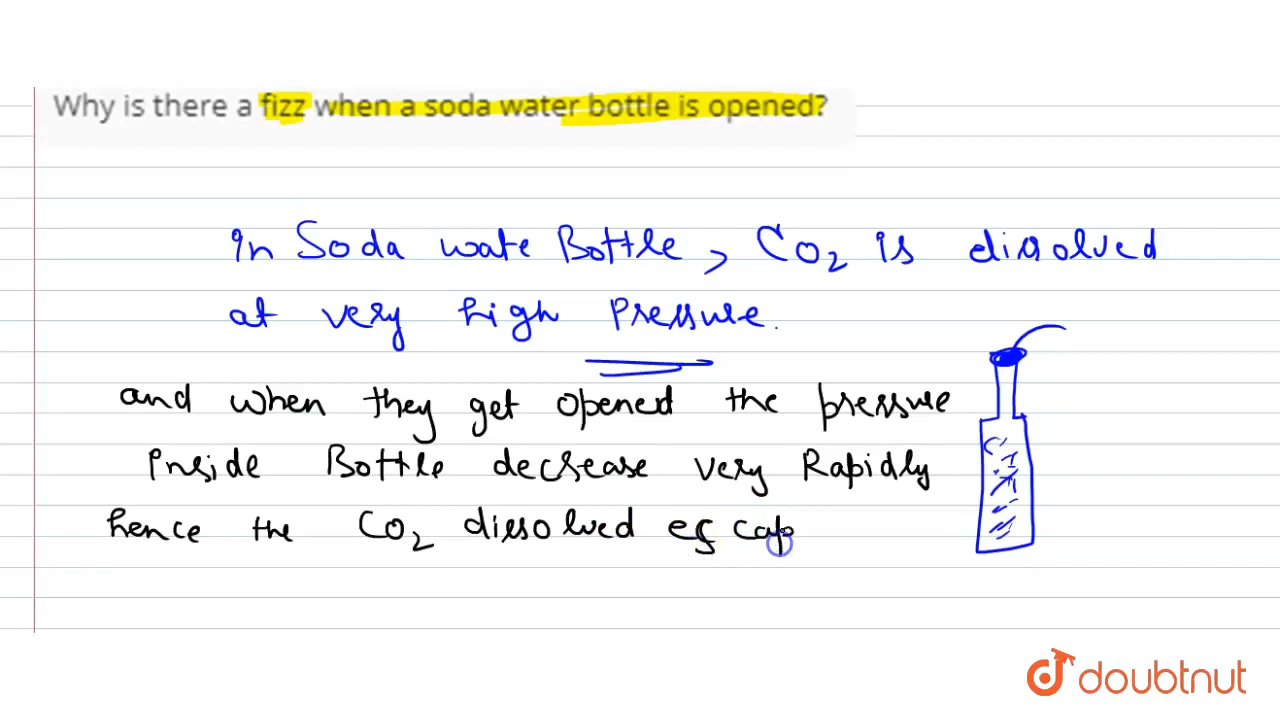 Why is there a fizz when a soda water bottle is opened?
In Soda wate Bottle, CO2 is dissolved
at very high Pressure.
and when they get opened the pressure
Inside Bottle decrease very Rapidly
hence the CO2 dissolved escap
doubtnut